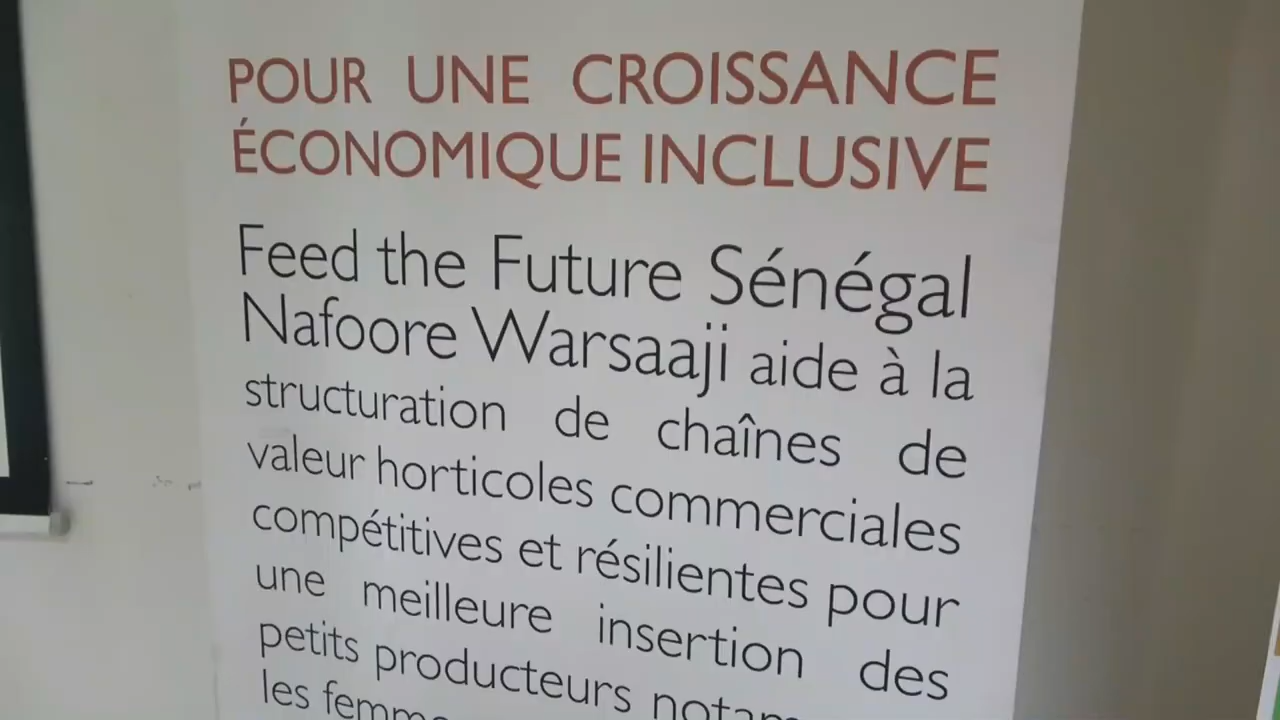 POUR UNE CROISSANCE
ÉCONOMIQUE INCLUSIVE
Feed the Future Sénégal
Nafoore Warsaaji aide à la
structuration de chaînes de
valeur horticoles commerciales
compétitives et résilientes pour
une meilleure insertion des
petits producteurs
les